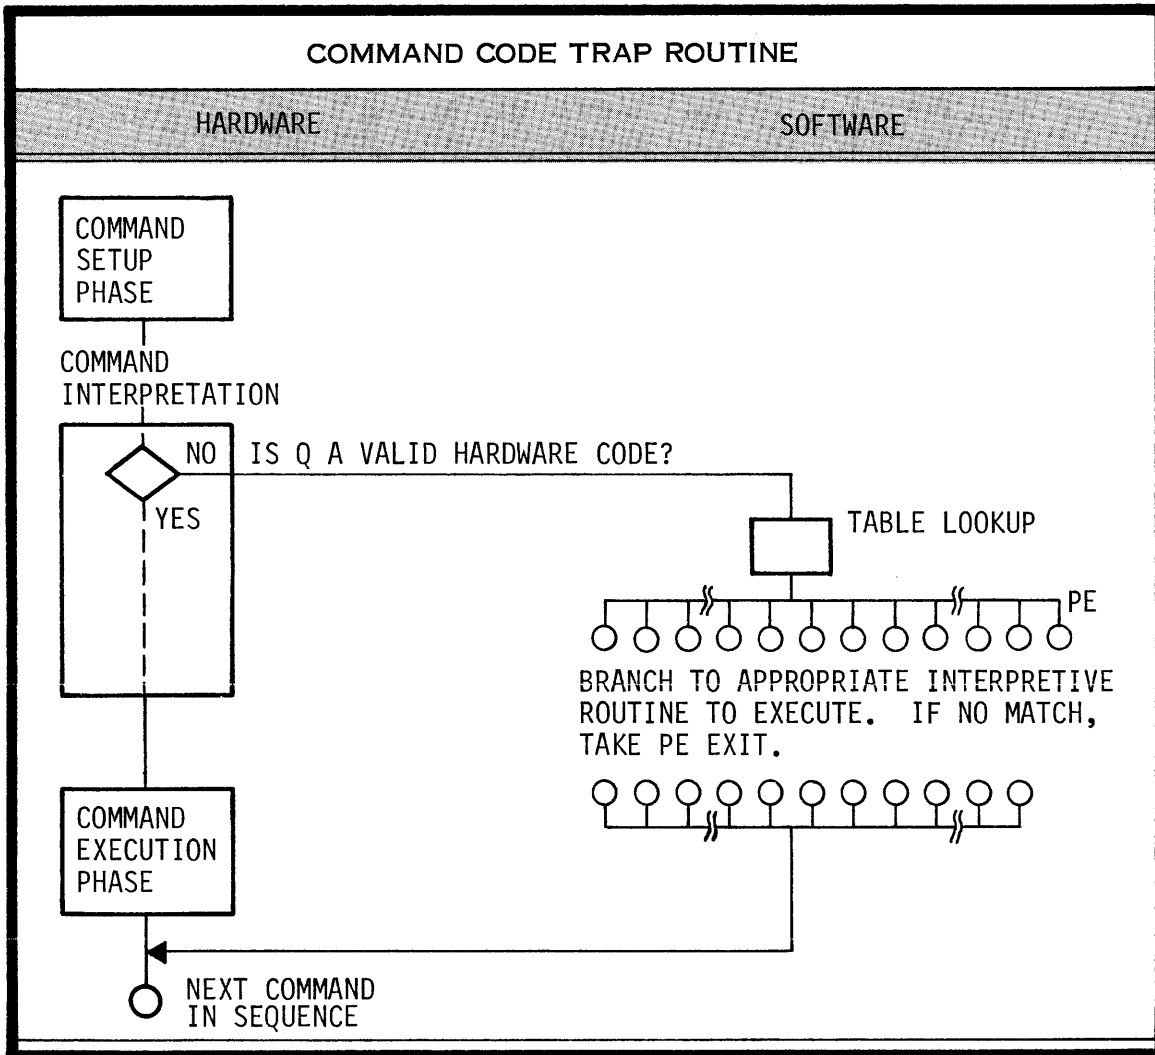 COMMAND CODE TRAP ROUTINE
HARDWARE
SOFTWARE
COMMAND
SETUP
PHASE
COMMAND
INTERPRETATION
NO
IS Q A VALID HARDWARE CODE?
YES
TABLE LOOKUP
PE
BRANCH TO APPROPRIATE INTERPRETIVE
ROUTINE TO EXECUTE. IF NO MATCH,
TAKE PE EXIT.
COMMAND
EXECUTION
PHASE
NEXT COMMAND
IN SEQUENCE